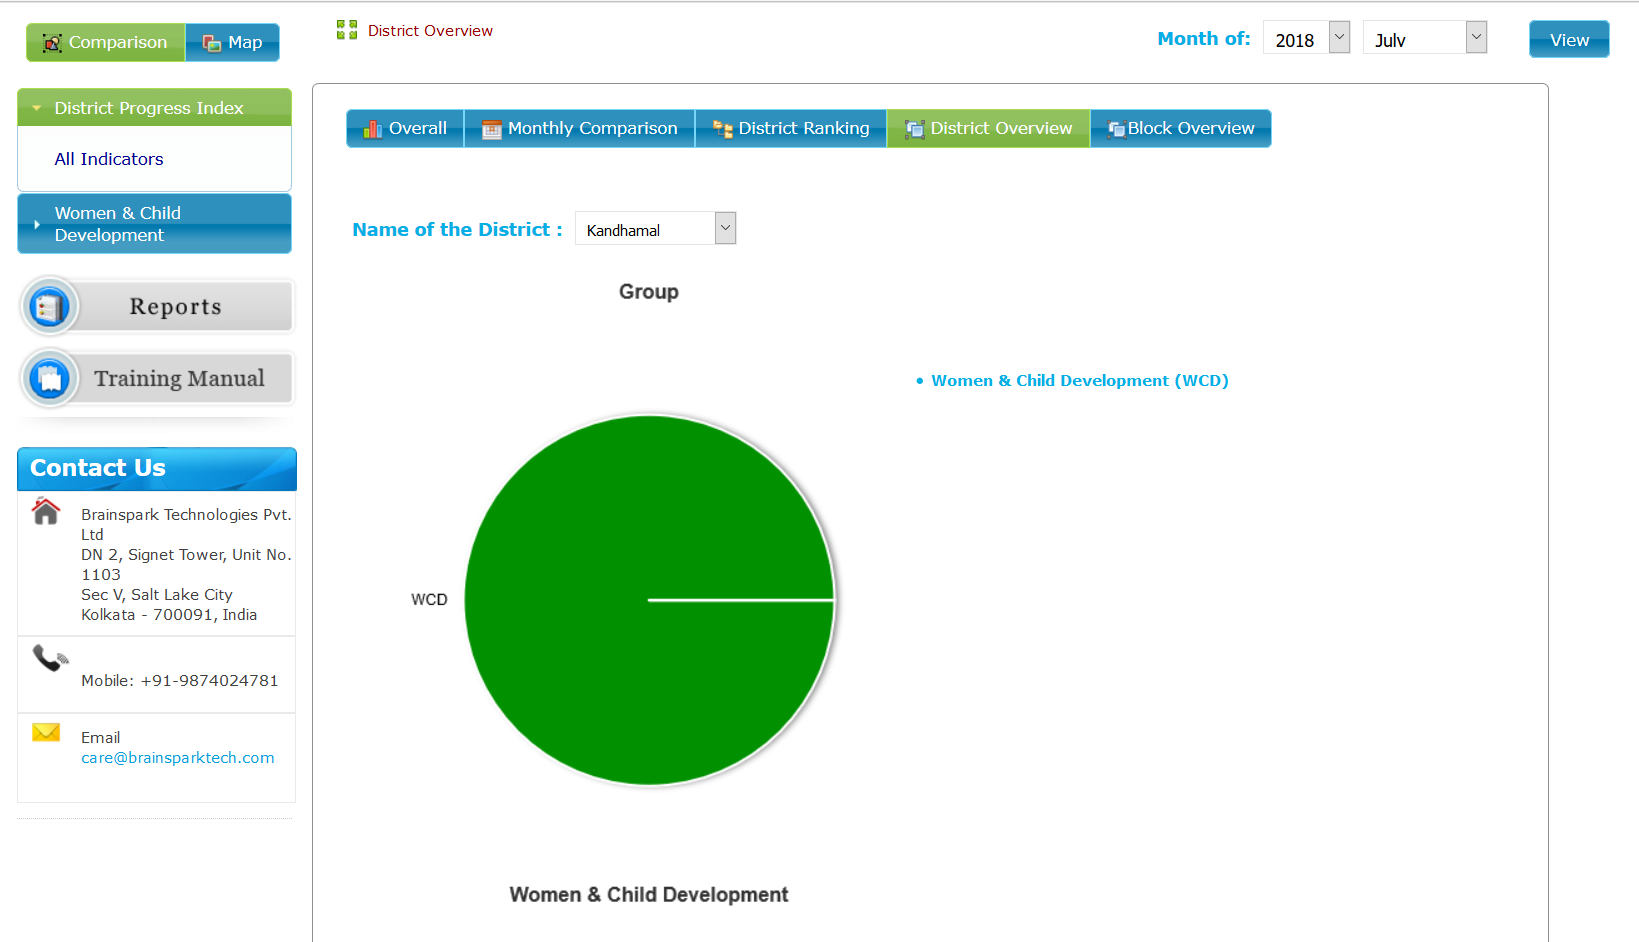 Comparison
Map
District Overview
Month of:
2018
July
View
District Progress Index
All Indicators
Women & Child
Development
Reports
Training Manual
Contact Us
Brainspark Technologies Pvt.
Ltd
DN 2, Signet Tower, Unit No.
1103
Sec V, Salt Lake City
Kolkata - 700091, India
Mobile: +91-9874024781
Email
care@brainsparktech.com
Overall
Monthly Comparison
District Ranking
District Overview
Block Overview
Name of the District :
Kandhamal
Group
• Women & Child Development (WCD)
WCD
Women & Child Development